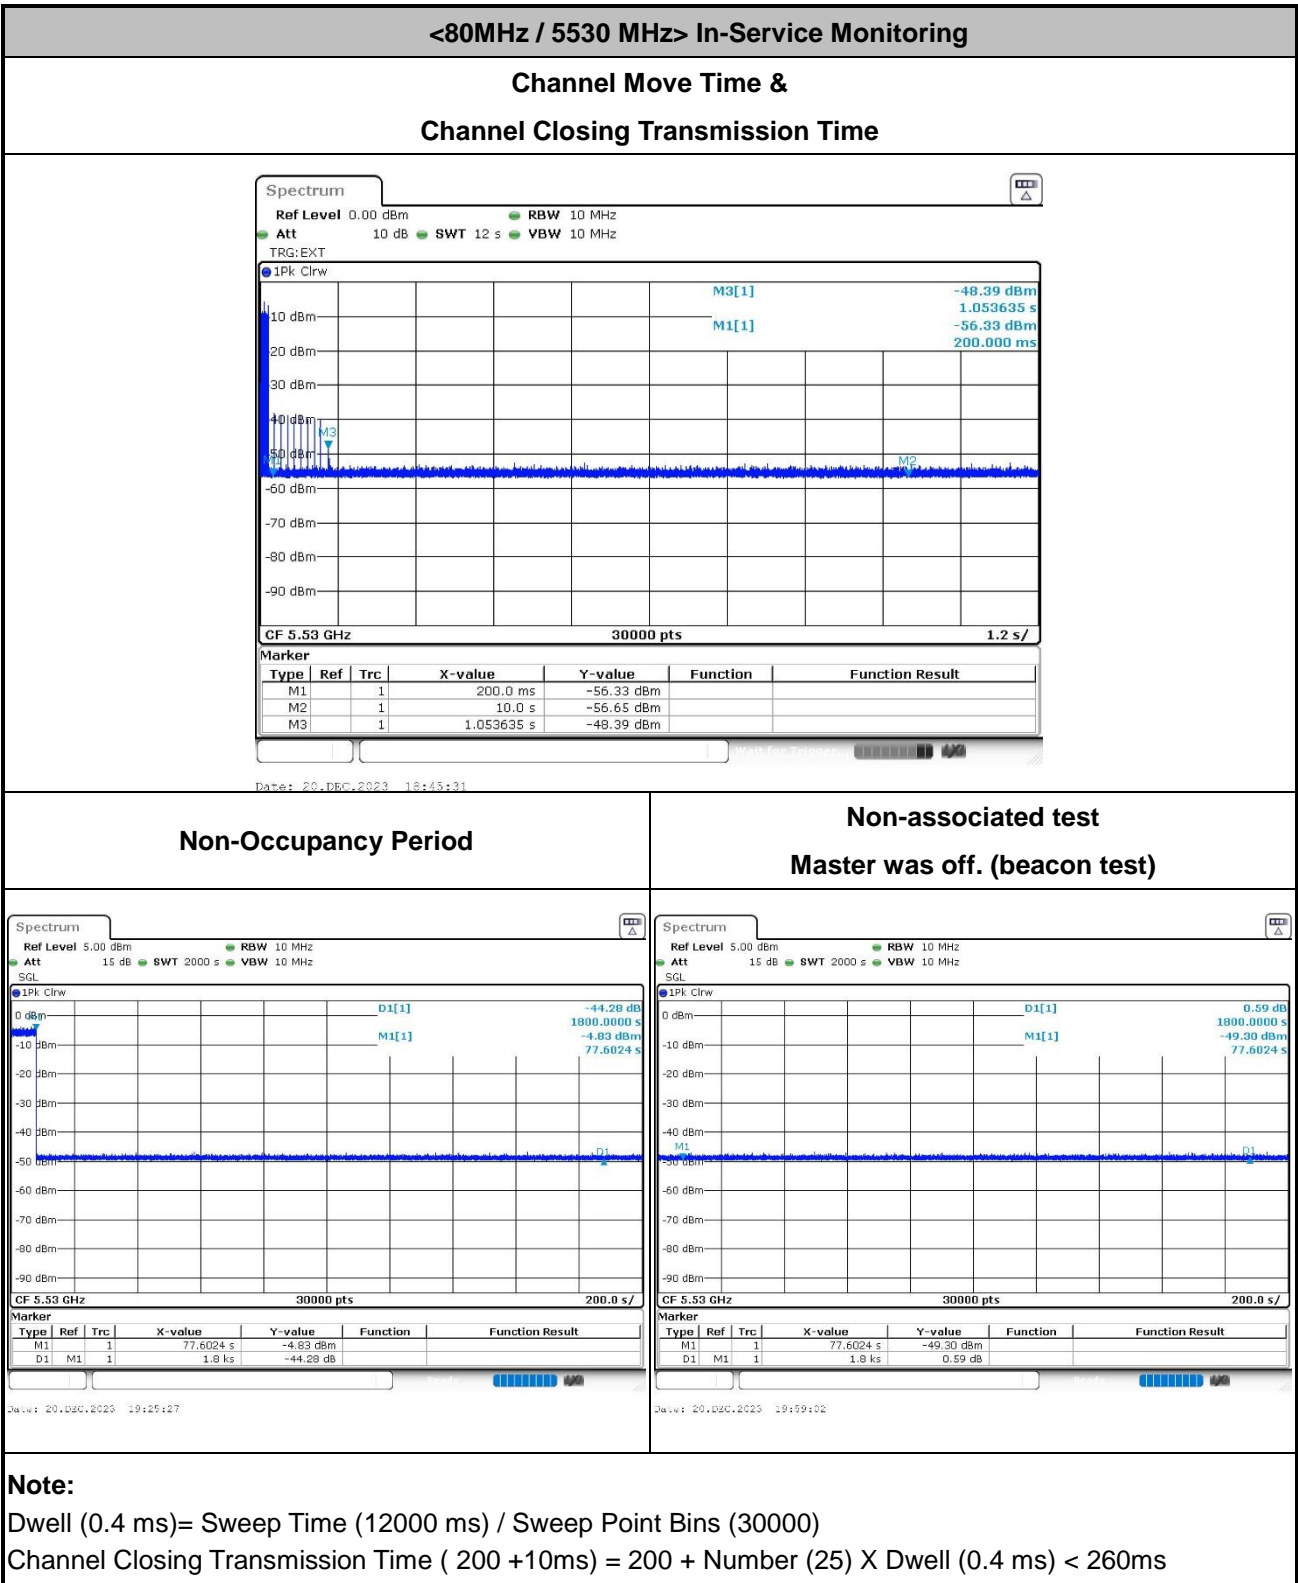 <80MHz / 5530 MHz> In-Service Monitoring
Channel Move Time &
Channel Closing Transmission Time
Spectrum
Ref Level 0.00 dBm RBW 10 MHz
Att 10 dB SWT 12 s VBW 10 MHz
TRG:EXT
1Pk Clrw
M3[1] -48.39 dBm
1.053635 s
-10 dBm
M1[1] -56.33 dBm
200.000 ms
-20 dBm
-30 dBm
-40 dBm
M3
-50 dBm
M1 M2
-60 dBm
-70 dBm
-80 dBm
-90 dBm
CF 5.53 GHz 30000 pts 1.2 s/
Marker
Type Ref Trc X-value Y-value Function Function Result
M1 1 200.0 ms -56.33 dBm
M2 1 10.0 s -56.65 dBm
M3 1 1.053635 s -48.39 dBm
Wait for Trigger
Date: 20.DEC.2023 18:45:31
Non-Occupancy Period
Non-associated test
Master was off. (beacon test)
Spectrum
Ref Level 5.00 dBm RBW 10 MHz
Att 15 dB SWT 2000 s VBW 10 MHz
SGL
1Pk Clrw
0 dBm
D1[1] -44.28 dB
1800.0000 s
M1[1] -4.83 dBm
77.6024 s
-10 dBm
-20 dBm
-30 dBm
-40 dBm
D1
-50 dBm
-60 dBm
-70 dBm
-80 dBm
-90 dBm
CF 5.53 GHz 30000 pts 200.0 s/
Marker
Type Ref Trc X-value Y-value Function Function Result
M1 1 77.6024 s -4.83 dBm
D1 M1 1 1.8 ks -44.28 dB
Date: 20.DEC.2023 19:25:27
Spectrum
Ref Level 5.00 dBm RBW 10 MHz
Att 15 dB SWT 2000 s VBW 10 MHz
SGL
1Pk Clrw
0 dBm
D1[1] 0.59 dB
1800.0000 s
M1[1] -49.30 dBm
77.6024 s
-10 dBm
-20 dBm
-30 dBm
-40 dBm
M1 D1
-50 dBm
-60 dBm
-70 dBm
-80 dBm
-90 dBm
CF 5.53 GHz 30000 pts 200.0 s/
Marker
Type Ref Trc X-value Y-value Function Function Result
M1 1 77.6024 s -49.30 dBm
D1 M1 1 1.8 ks 0.59 dB
Date: 20.DEC.2023 19:59:02
Note:
Dwell (0.4 ms)= Sweep Time (12000 ms) / Sweep Point Bins (30000)
Channel Closing Transmission Time ( 200 +10ms) = 200 + Number (25) X Dwell (0.4 ms) < 260ms